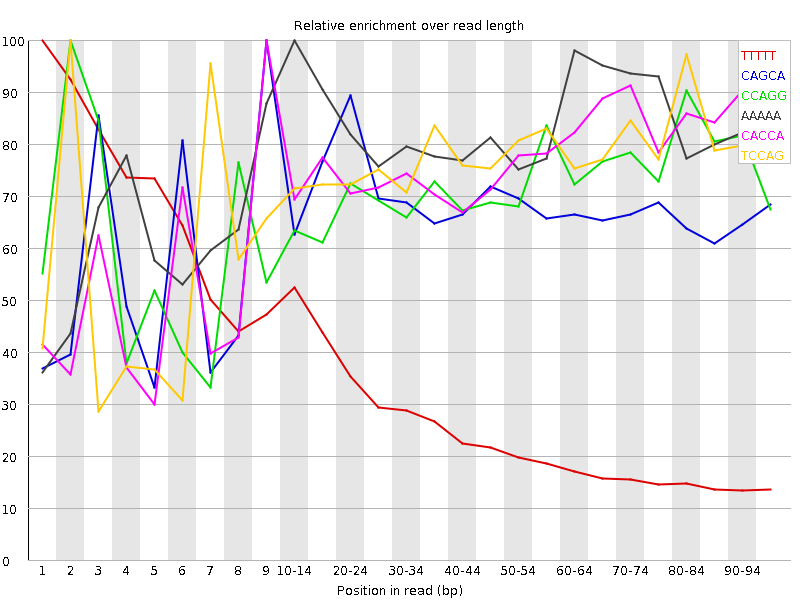 Relative enrichment over read length
100
90
80
70
60
50
40
30
20
10
0
TTTTT
CAGCA
CCAGG
AAAAA
CACCA
TCCAG
1 2 3 4 5 6 7 8 9 10-14 20-24 30-34 40-44 50-54 60-64 70-74 80-84 90-94
Position in read (bp)